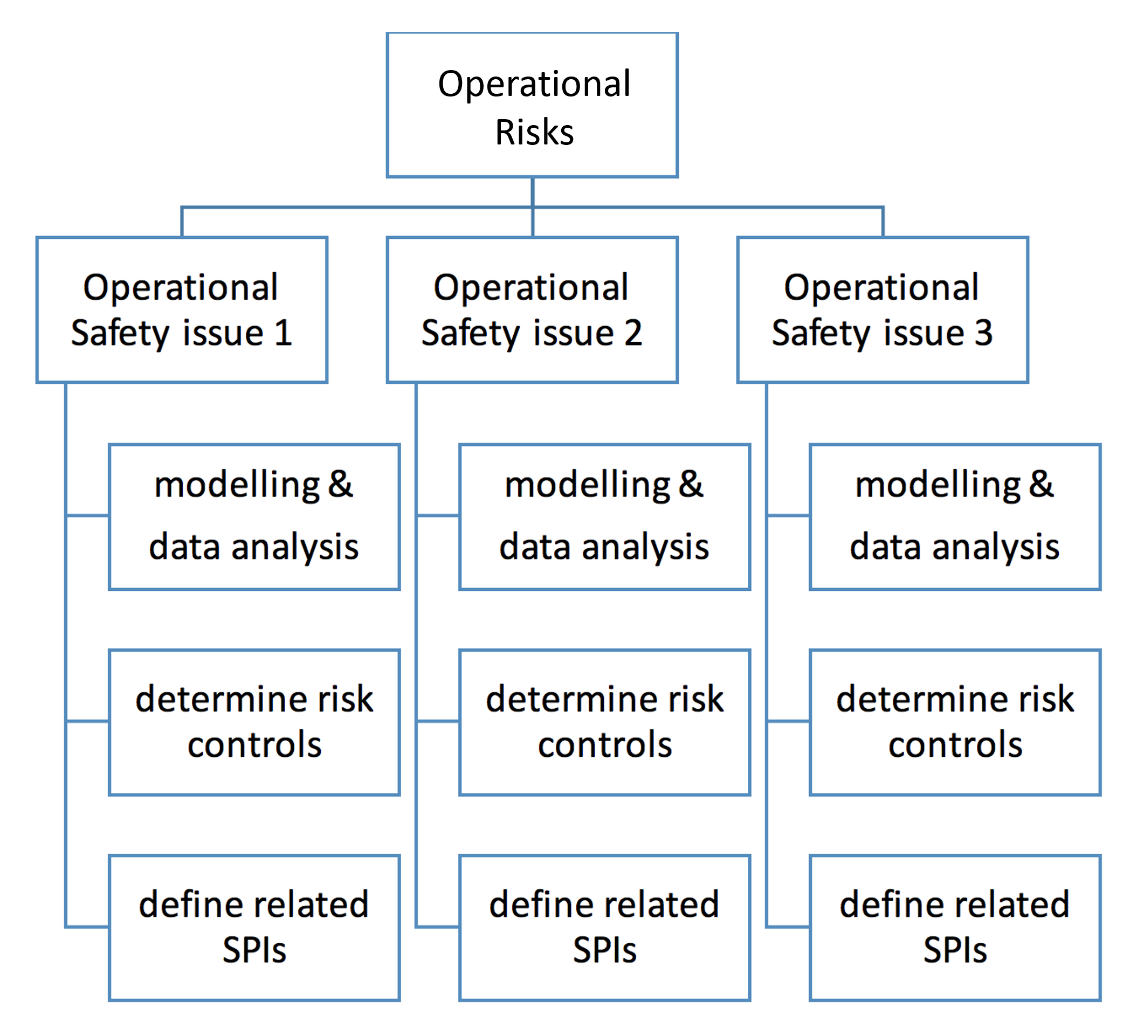 Operational
Risks
Operational
Safety issue 1
Operational
Safety issue 2
Operational
Safety issue 3
modelling &
data analysis
modelling &
data analysis
modelling &
data analysis
determine risk
controls
determine risk
controls
determine risk
controls
define related
SPIs
define related
SPIs
define related
SPIs